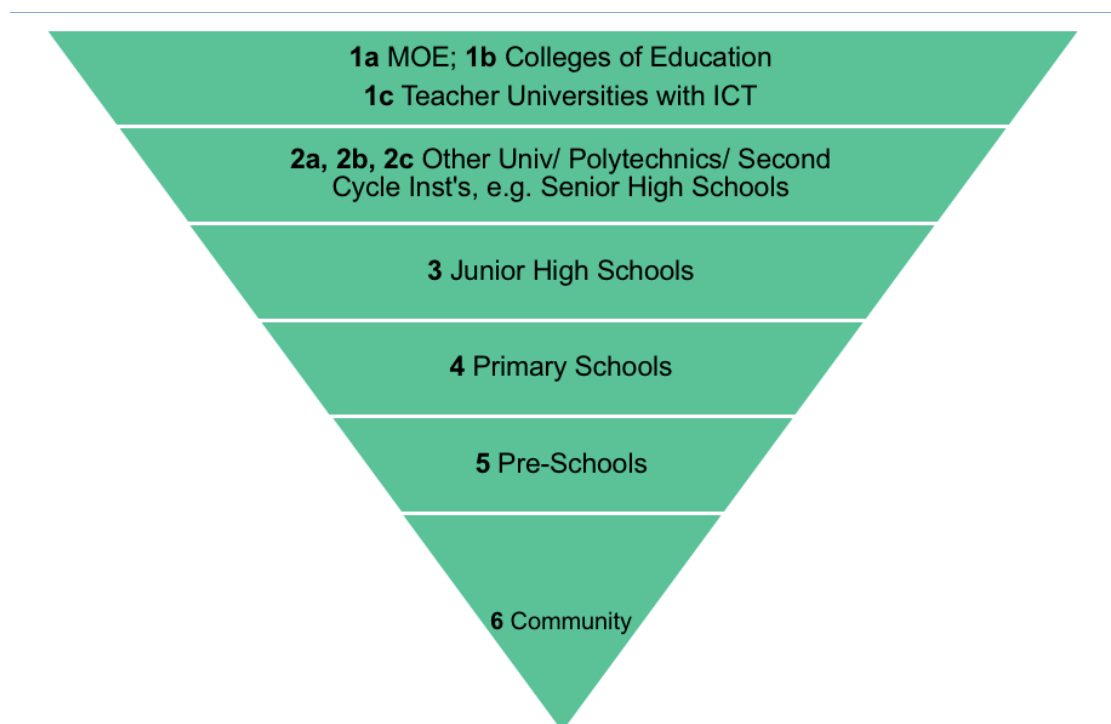 1a MOE; 1b Colleges of Education
1c Teacher Universities with ICT
2a, 2b, 2c Other Univ/ Polytechnics/ Second
Cycle Inst's, e.g. Senior High Schools
3 Junior High Schools
4 Primary Schools
5 Pre-Schools
6 Community